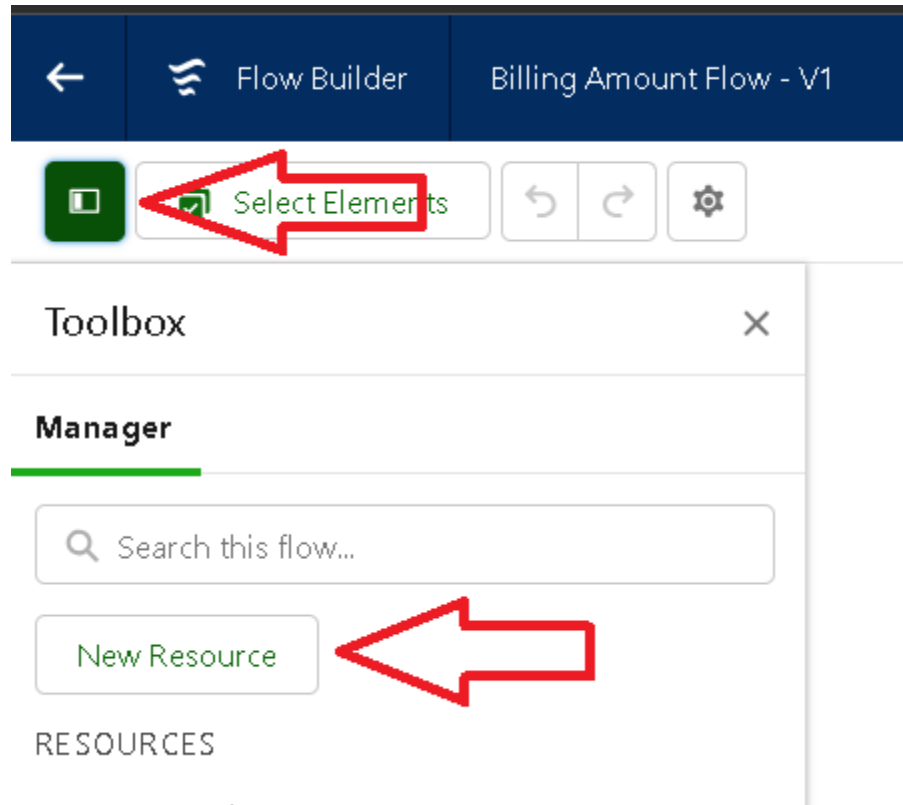 Flow Builder
Billing Amount Flow - V1
Select Elements
Toolbox
Manager
Search this flow...
New Resource
RESOURCES